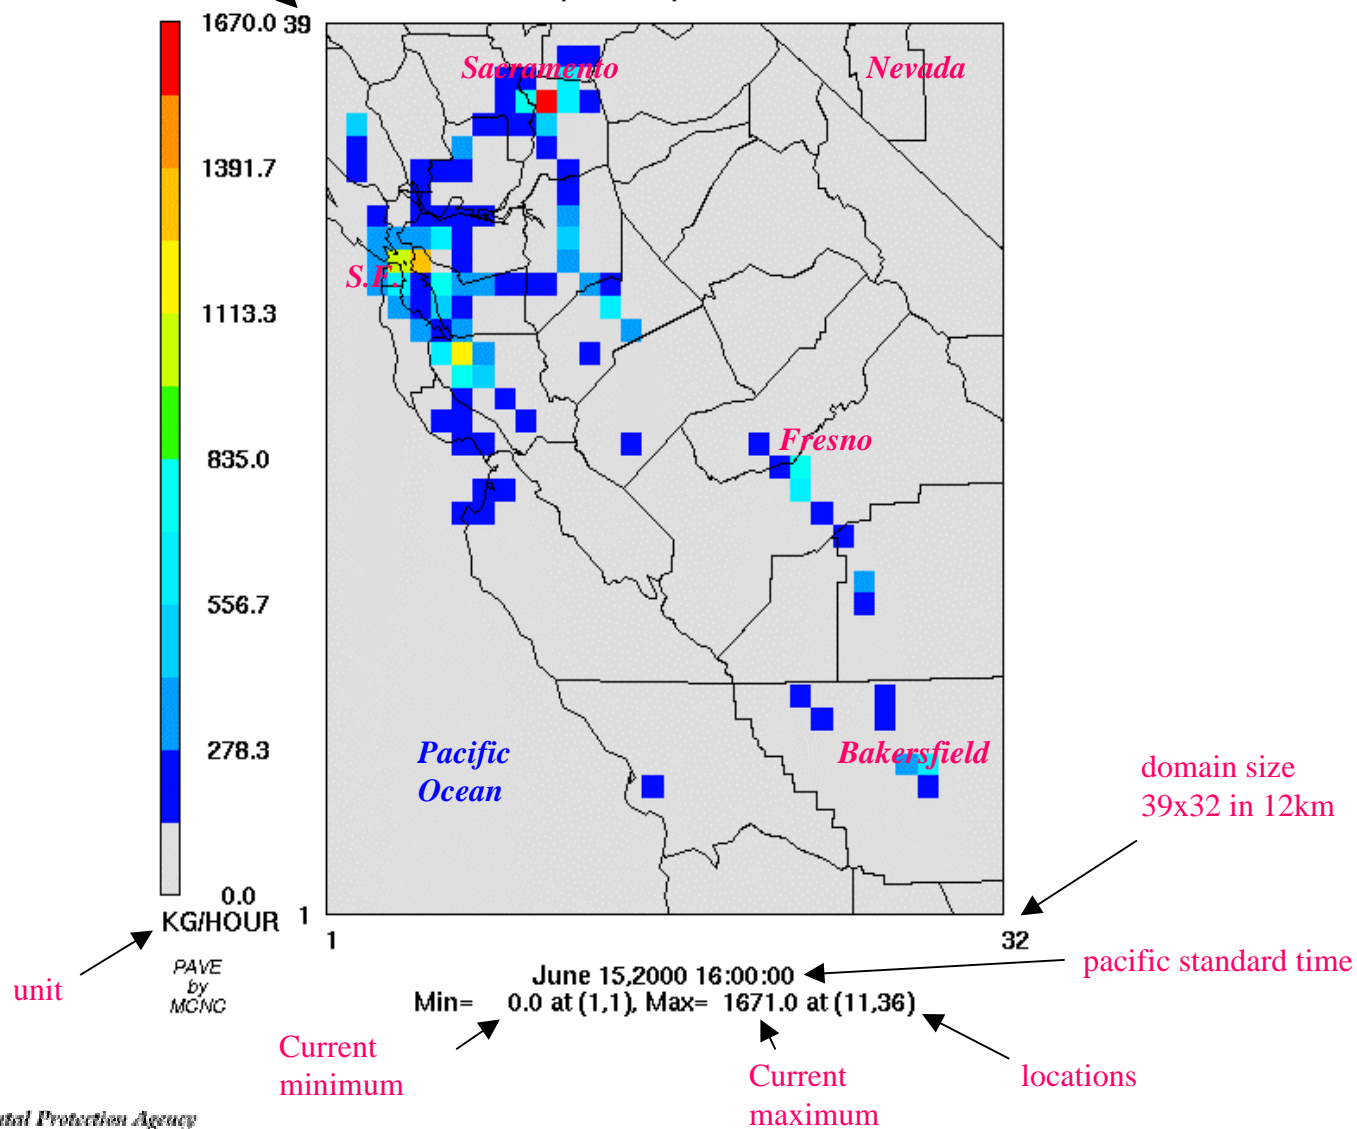 1670.0
39
Sacramento
Nevada
1391.7
S.F.
1113.3
835.0
Fresno
556.7
278.3
Pacific
Ocean
Bakersfield
domain size
39x32 in 12km
0.0
KG/HOUR
1
1
32
unit
PAVE
by
MCNC
June 15,2000 16:00:00
pacific standard time
Min= 0.0 at (1,1), Max= 1671.0 at (11,36)
Current
minimum
Current
maximum
locations
Protection Agency